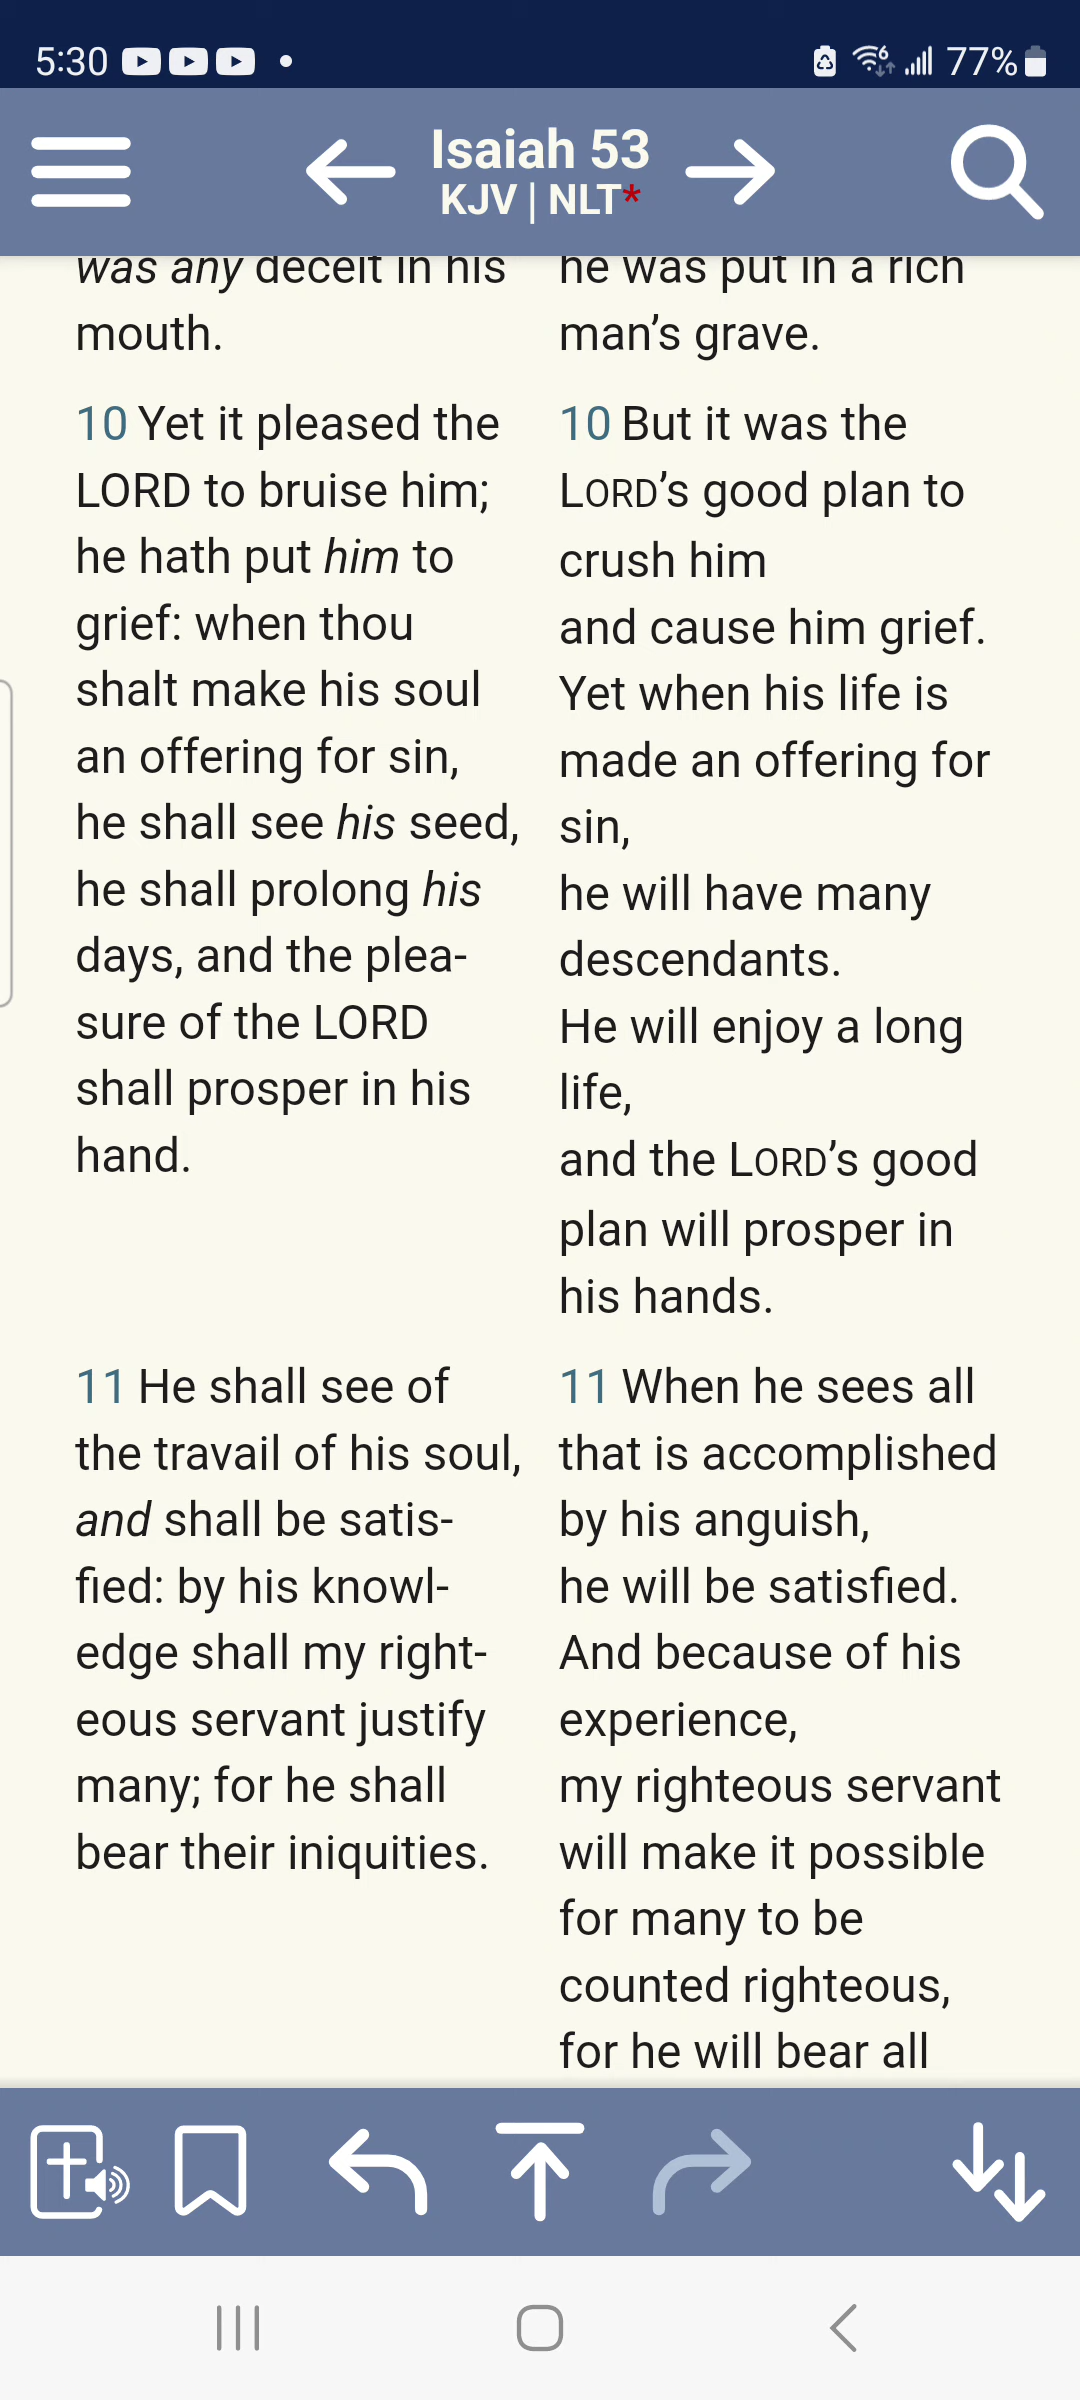 5:30
77%
Isaiah 53
KJV | NLT*
was any deceit in his
mouth.
10 Yet it pleased the
LORD to bruise him;
he hath put him to
grief: when thou
shalt make his soul
an offering for sin,
he shall see his seed,
he shall prolong his
days, and the plea-
sure of the LORD
shall prosper in his
hand.
11 He shall see of
the travail of his soul,
and shall be satis-
fied: by his knowl-
edge shall my right-
eous servant justify
many; for he shall
bear their iniquities.
he was put in a rich
man’s grave.
10 But it was the
LORD’s good plan to
crush him
and cause him grief.
Yet when his life is
made an offering for
sin,
he will have many
descendants.
He will enjoy a long
life,
and the LORD’s good
plan will prosper in
his hands.
11 When he sees all
that is accomplished
by his anguish,
he will be satisfied.
And because of his
experience,
my righteous servant
will make it possible
for many to be
counted righteous,
for he will bear all